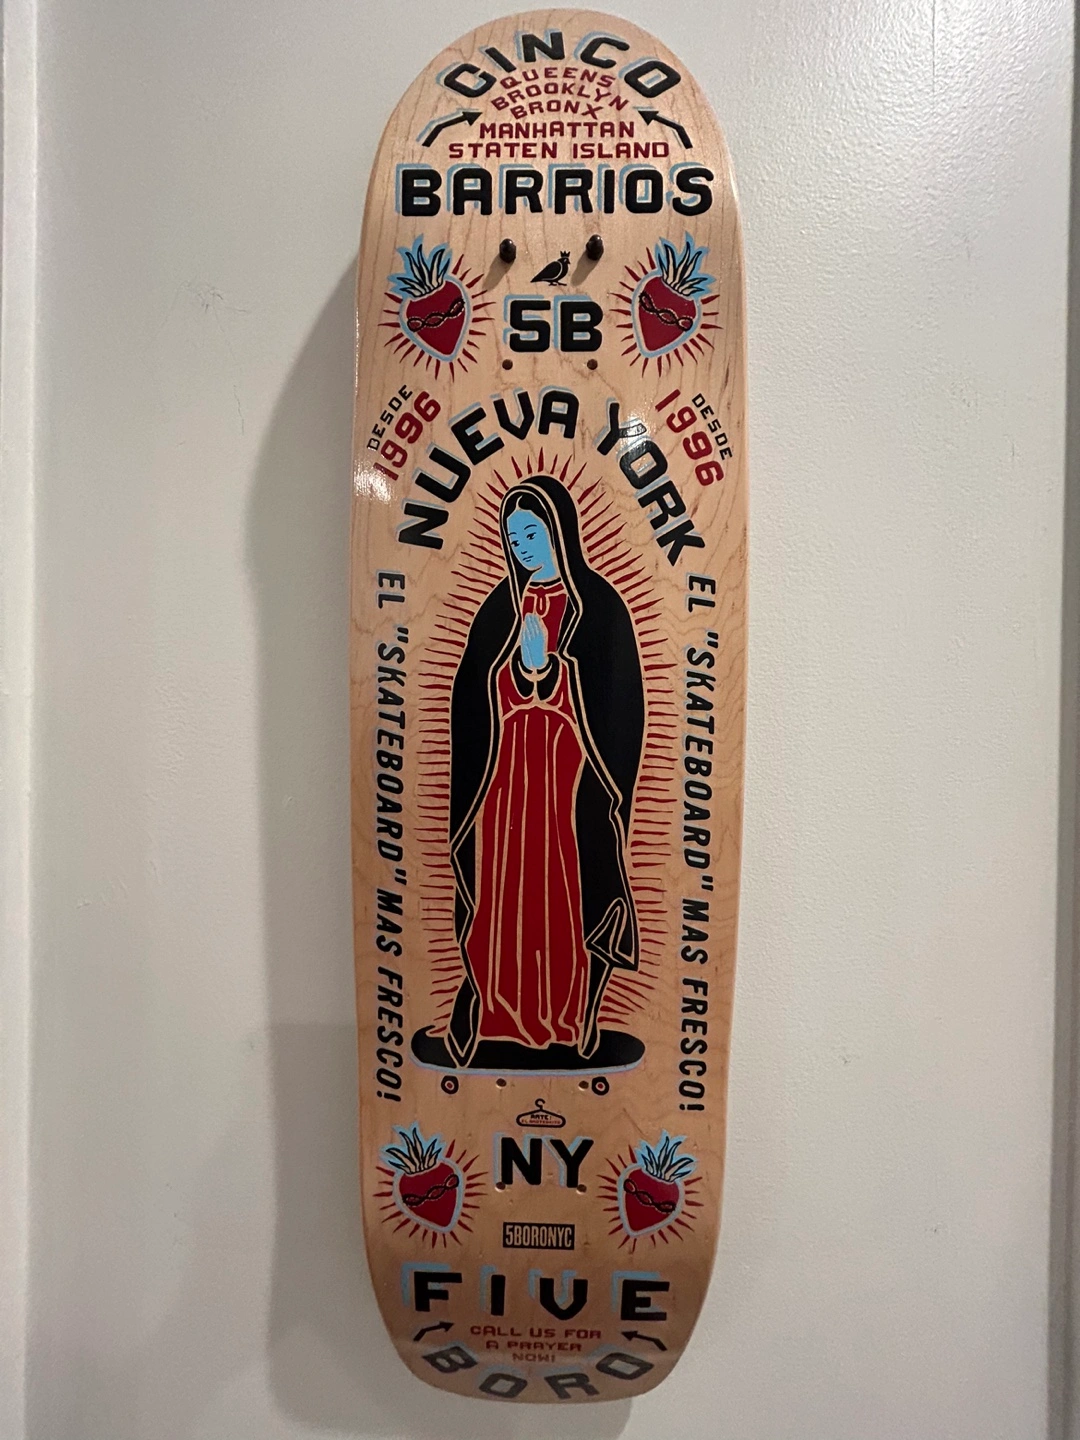 CINCO
QUEENS
BROOKLYN
BRONX
MANHATTAN
STATEN ISLAND
BARRIOS
5B
DESDE
1996
NUEVA YORK
DESDE
1996
EL "SKATEBOARD" MAS FRESCO!
EL "SKATEBOARD" MAS FRESCO!
NY
5BORONYC
FIVE
CALL US FOR
A PRAYER
NOW!
BORO